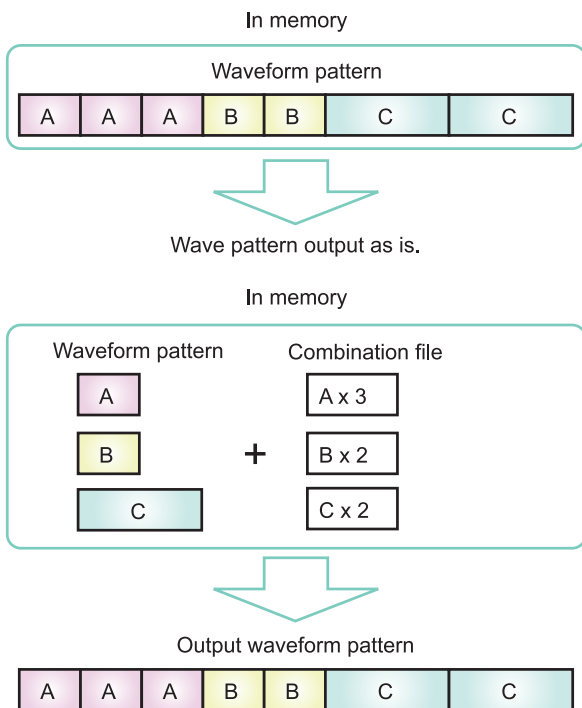 In memory
Waveform pattern
A A A B B C C
Wave pattern output as is.
In memory
Waveform pattern Combination file
A A x 3
B + B x 2
C C x 2
Output waveform pattern
A A A B B C C